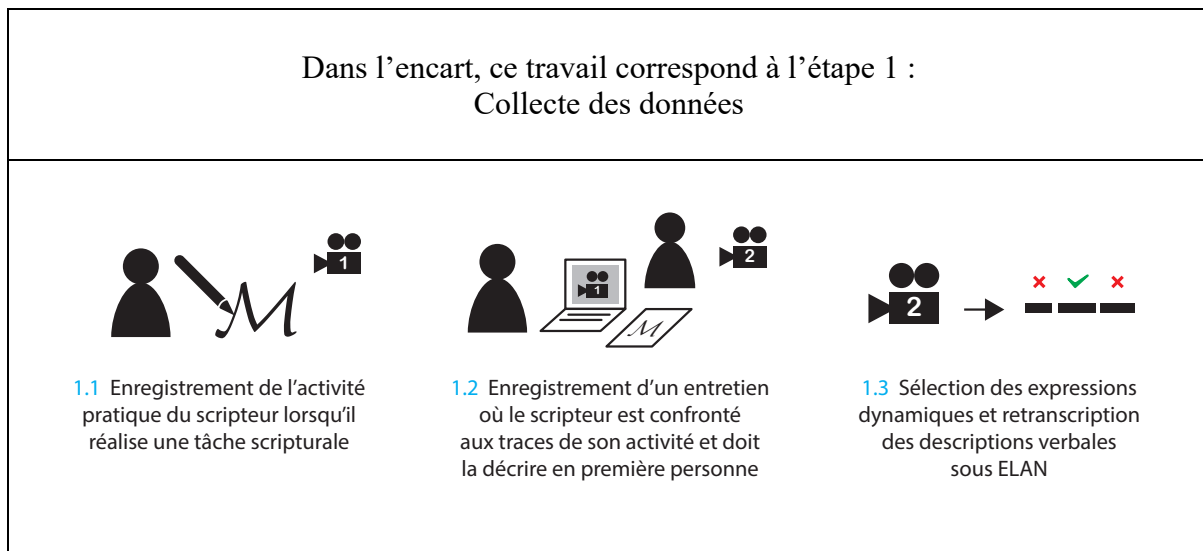 Dans l’encart, ce travail correspond à l’étape 1 :
Collecte des données
1
M
1
M
2
2
1.1 Enregistrement de l’activité
pratique du scripteur lorsqu’il
réalise une tâche scripturale
1.2 Enregistrement d’un entretien
où le scripteur est confronté
aux traces de son activité et doit
la décrire en première personne
1.3 Sélection des expressions
dynamiques et retranscription
des descriptions verbales
sous ELAN